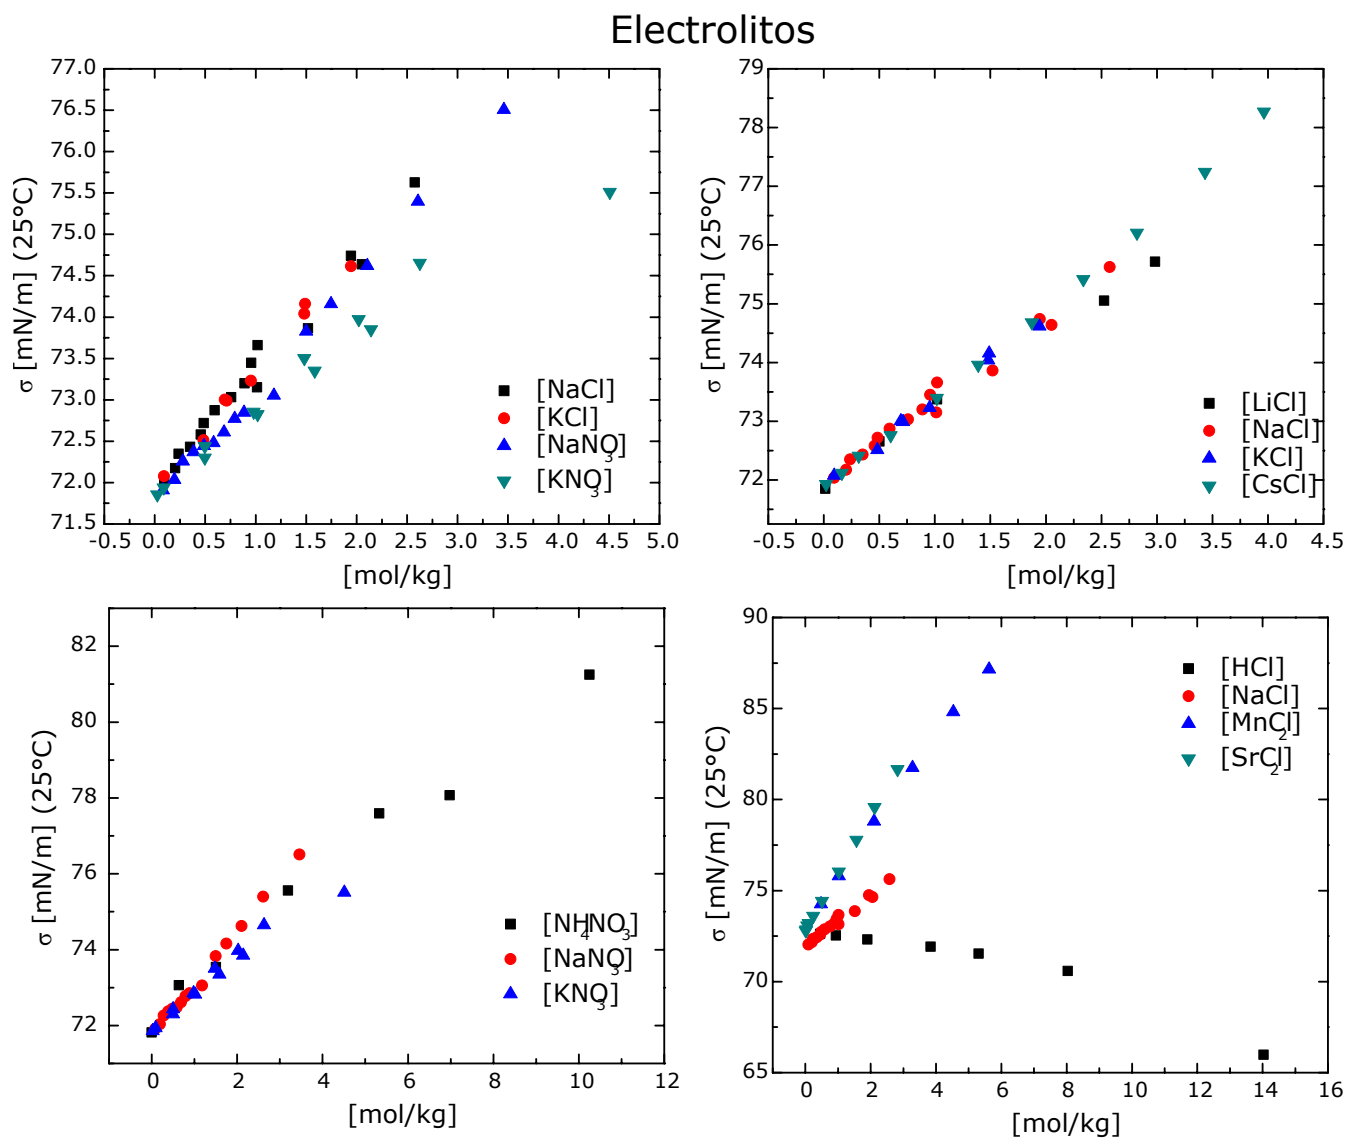 Electrolitos
77.0
76.5
76.0
75.5
75.0
74.5
74.0
73.5
73.0
72.5
72.0
71.5
-0.5 0.0 0.5 1.0 1.5 2.0 2.5 3.0 3.5 4.0 4.5 5.0
σ [mN/m] (25°C)
[mol/kg]
[NaCl]
[KCl]
[NaNO3]
[KNO3]
79
78
77
76
75
74
73
72
-0.5 0.0 0.5 1.0 1.5 2.0 2.5 3.0 3.5 4.0 4.5
σ [mN/m] (25°C)
[mol/kg]
[LiCl]
[NaCl]
[KCl]
[CsCl]
82
80
78
76
74
72
0 2 4 6 8 10 12
σ [mN/m] (25°C)
[mol/kg]
[NH4NO3]
[NaNO3]
[KNO3]
90
85
80
75
70
65
0 2 4 6 8 10 12 14 16
σ [mN/m] (25°C)
[mol/kg]
[HCl]
[NaCl]
[MnCl2]
[SrCl2]